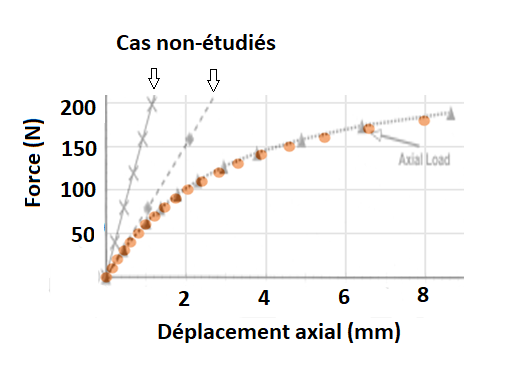 Cas non-étudiés
200
150
100
50
Force (N)
Axial Load
2 4 6 8
Déplacement axial (mm)